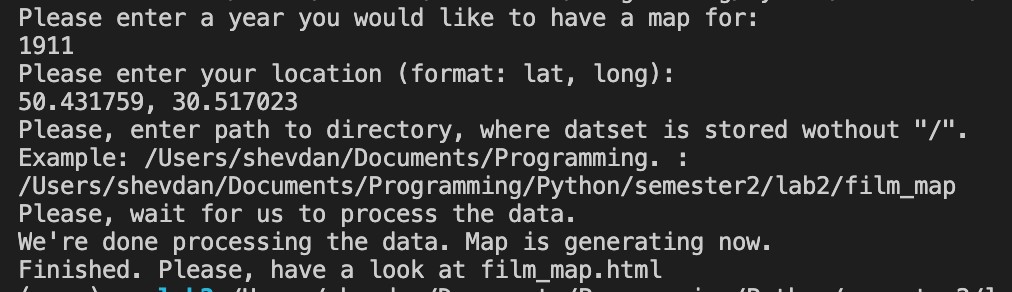 Please enter a year you would like to have a map for:
1911
Please enter your location (format: lat, long):
50.431759, 30.517023
Please, enter path to directory, where datset is stored wothout "/".
Example: /Users/shevdan/Documents/Programming. :
/Users/shevdan/Documents/Programming/Python/semester2/lab2/film_map
Please, wait for us to process the data.
We're done processing the data. Map is generating now.
Finished. Please, have a look at film_map.html